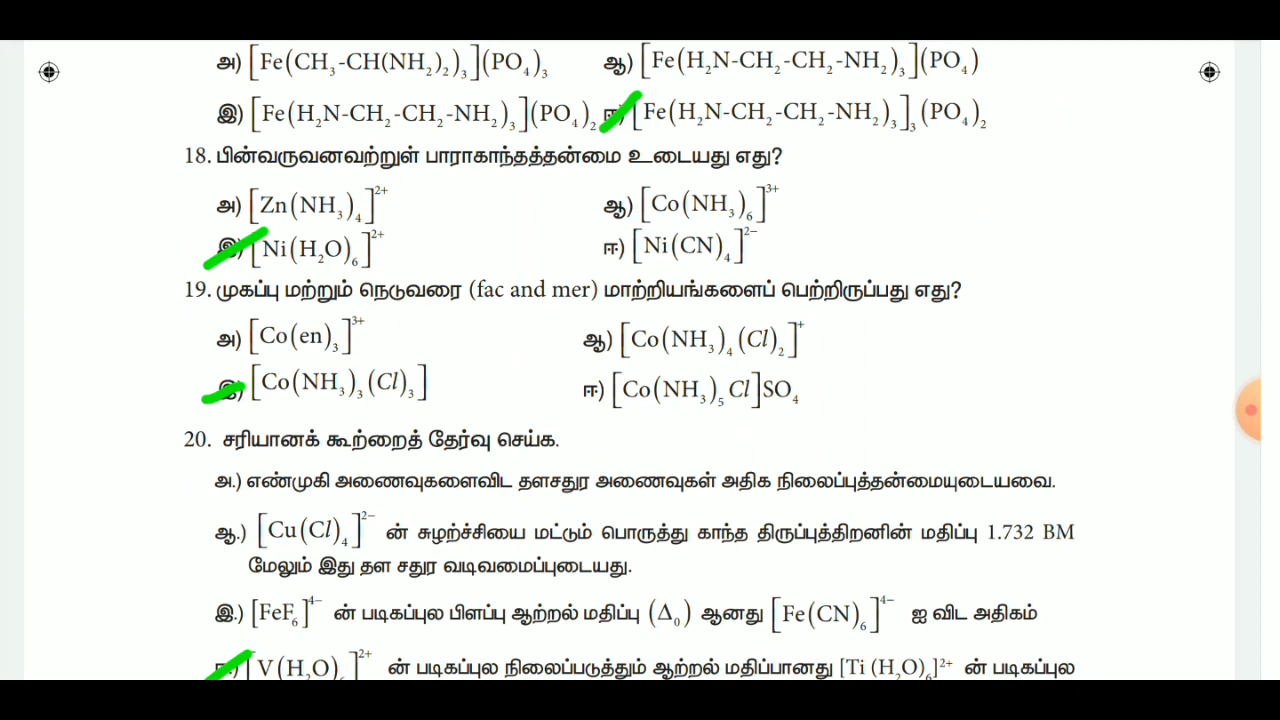 அ) [Fe(CH₃-CH(NH₂)₂)₃](PO₄)₃ ஆ) [Fe(H₂N-CH₂-CH₂-NH₂)₃](PO₄)
இ) [Fe(H₂N-CH₂-CH₂-NH₂)₃](PO₄)₂ ஈ) [Fe(H₂N-CH₂-CH₂-NH₂)₃]₃(PO₄)₂
18. பின்வருவனவற்றுள் பாராகாந்தத்தன்மை உடையது எது?
அ) [Zn(NH₃)₄]²⁺ ஆ) [Co(NH₃)₆]³⁺
இ) [Ni(H₂O)₆]²⁺ ஈ) [Ni(CN)₄]²⁻
19. முகப்பு மற்றும் நெடுவரை (fac and mer) மாற்றியங்களைப் பெற்றிருப்பது எது?
அ) [Co(en)₃]³⁺ ஆ) [Co(NH₃)₄(Cl)₂]⁺
இ) [Co(NH₃)₃(Cl)₃] ஈ) [Co(NH₃)₅Cl]SO₄
20. சரியானக் கூற்றைத் தேர்வு செய்க.
அ.) எண்முகி அணைவுகளைவிட தளசதுர அணைவுகள் அதிக நிலைப்புத்தன்மையுடையவை.
ஆ.) [Cu(Cl)₄]²⁻ ன் சுழற்ச்சியை மட்டும் பொருத்து காந்த திருப்புத்திறனின் மதிப்பு 1.732 BM
மேலும் இது தள சதுர வடிவமைப்புடையது.
இ.) [FeF₆]⁴⁻ ன் படிகப்புல பிளப்பு ஆற்றல் மதிப்பு (Δ₀) ஆனது [Fe(CN)₆]⁴⁻ ஐ விட அதிகம்
ஈ.) [V(H₂O)₆]²⁺ ன் படிகப்புல நிலைப்படுத்தும் ஆற்றல் மதிப்பானது [Ti (H₂O)₆]²⁺ ன் படிகப்புல